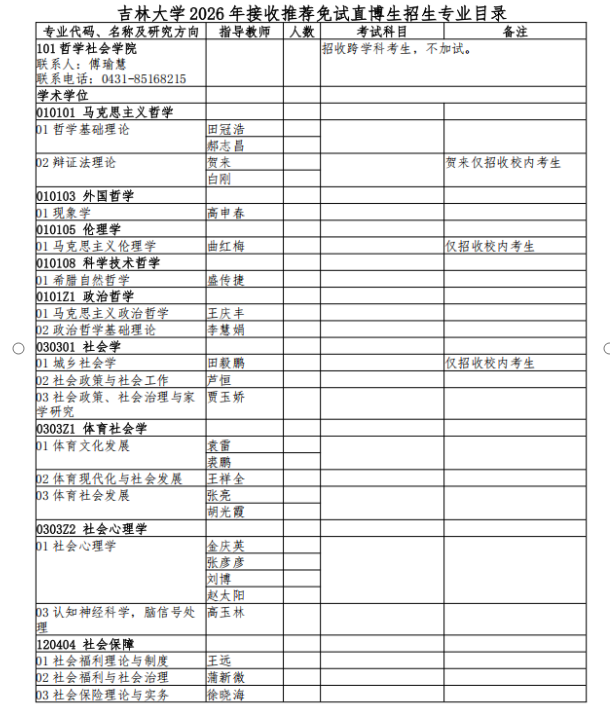 吉林大学 2026 年接收推荐免试直博生招生专业目录
专业代码、名称及研究方向 指导教师 人数 考试科目 备注
101 哲学社会学院 招收跨学科考生，不加试。
联系人：傅瑜慧
联系电话：0431-85168215
学术学位
010101 马克思主义哲学
01 哲学基础理论 田冠浩
郝志昌
02 辩证法理论 贺来 贺来仅招收校内考生
白刚
010103 外国哲学
01 现象学 高申春
010105 伦理学
01 马克思主义伦理学 曲红梅 仅招收校内考生
010108 科学技术哲学
01 希腊自然哲学 盛传捷
0101Z1 政治哲学
01 马克思主义政治哲学 王庆丰
02 政治哲学基础理论 李慧娟
030301 社会学
01 城乡社会学 田毅鹏 仅招收校内考生
02 社会政策与社会工作 芦恒
03 社会政策、社会治理与家 贾玉娇
学研究
0303Z1 体育社会学
01 体育文化发展 袁雷
裘鹏
02 体育现代化与社会发展 王祥全
03 体育社会发展 张亮
胡光霞
0303Z2 社会心理学
01 社会心理学 金庆英
张彦彦
刘博
赵大阳
03 认知神经科学，脑信号处 高玉林
理
120404 社会保障
01 社会福利理论与制度 王远
02 社会福利与社会治理 蒲新微
03 社会保险理论与实务 徐晓海